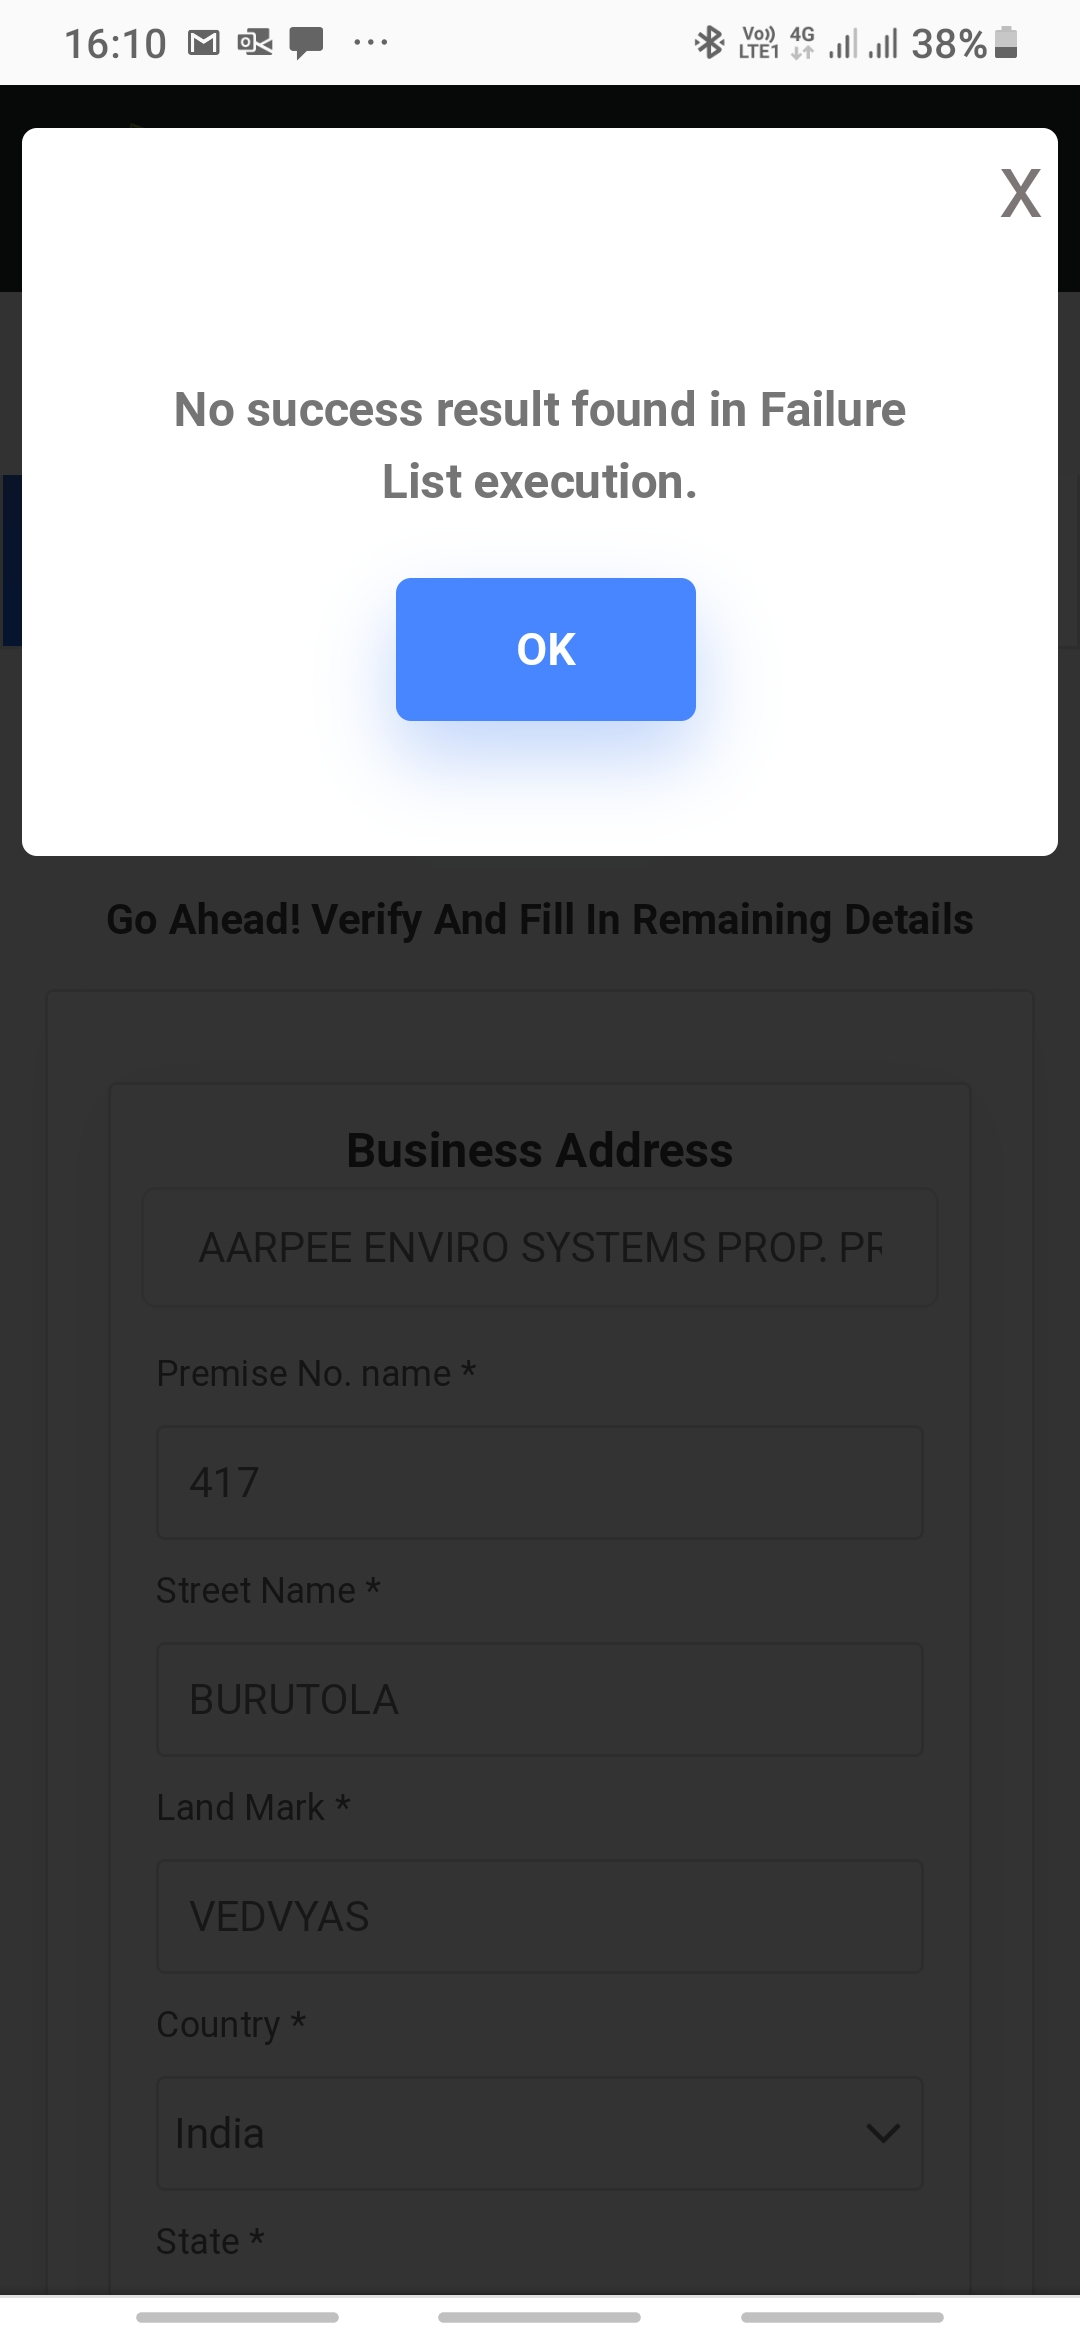 16:10
Vo)) 4G 38%
LTE1
X
No success result found in Failure
List execution.
OK
Go Ahead! Verify And Fill In Remaining Details
Business Address
AARPEE ENVIRO SYSTEMS PROP. PR
Premise No. name *
417
Street Name *
BURUTOLA
Land Mark *
VEDVYAS
Country *
India
State *